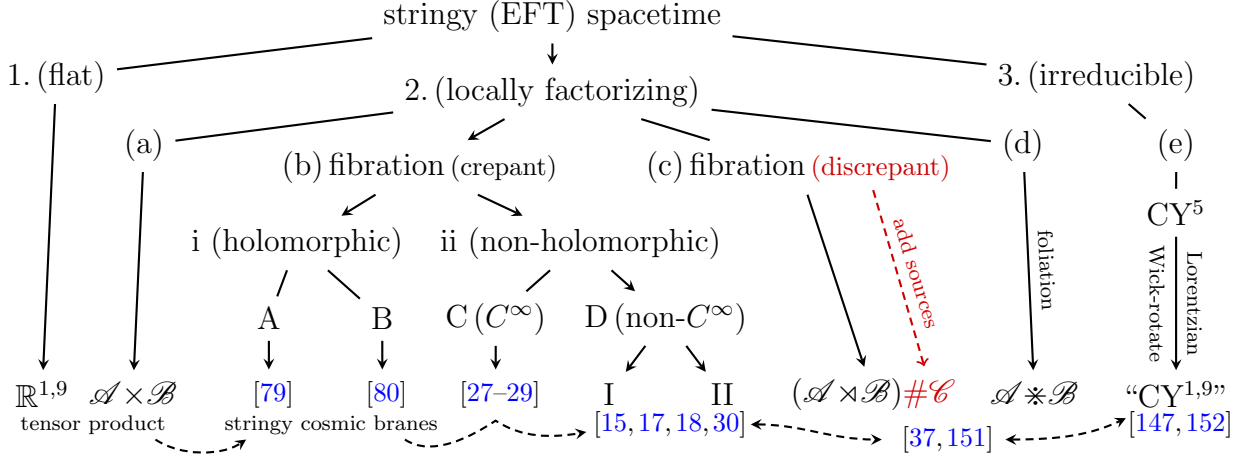 stringy (EFT) spacetime
1. (flat)
2. (locally factorizing)
3. (irreducible)
(a)
(b) fibration (crepant)
(c) fibration (discrepant)
(d)
(e)
i (holomorphic)
ii (non-holomorphic)
add sources
foliation
CY⁵
Wick-rotate
Lorentzian
A
B
C (C^∞)
D (non-C^∞)
ℝ^{1,9}
𝒜 × ℬ
[79]
[80]
[27–29]
I
II
(𝒜 ⋊ ℬ)#𝒞
𝒜 ⋇ ℬ
“CY^{1,9}”
tensor product
stringy cosmic branes
[15, 17, 18, 30]
[37, 151]
[147, 152]